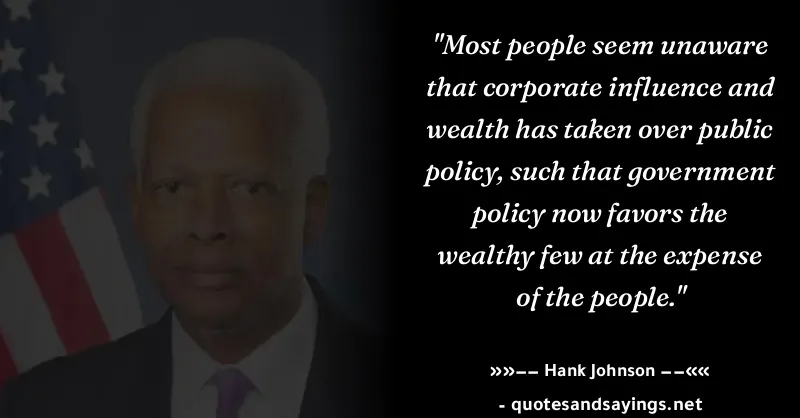 "Most people seem unaware
that corporate influence and
wealth has taken over public
policy, such that government
policy now favors the
wealthy few at the expense
of the people."
»»−− Hank Johnson −−««
- quotesandsayings.net